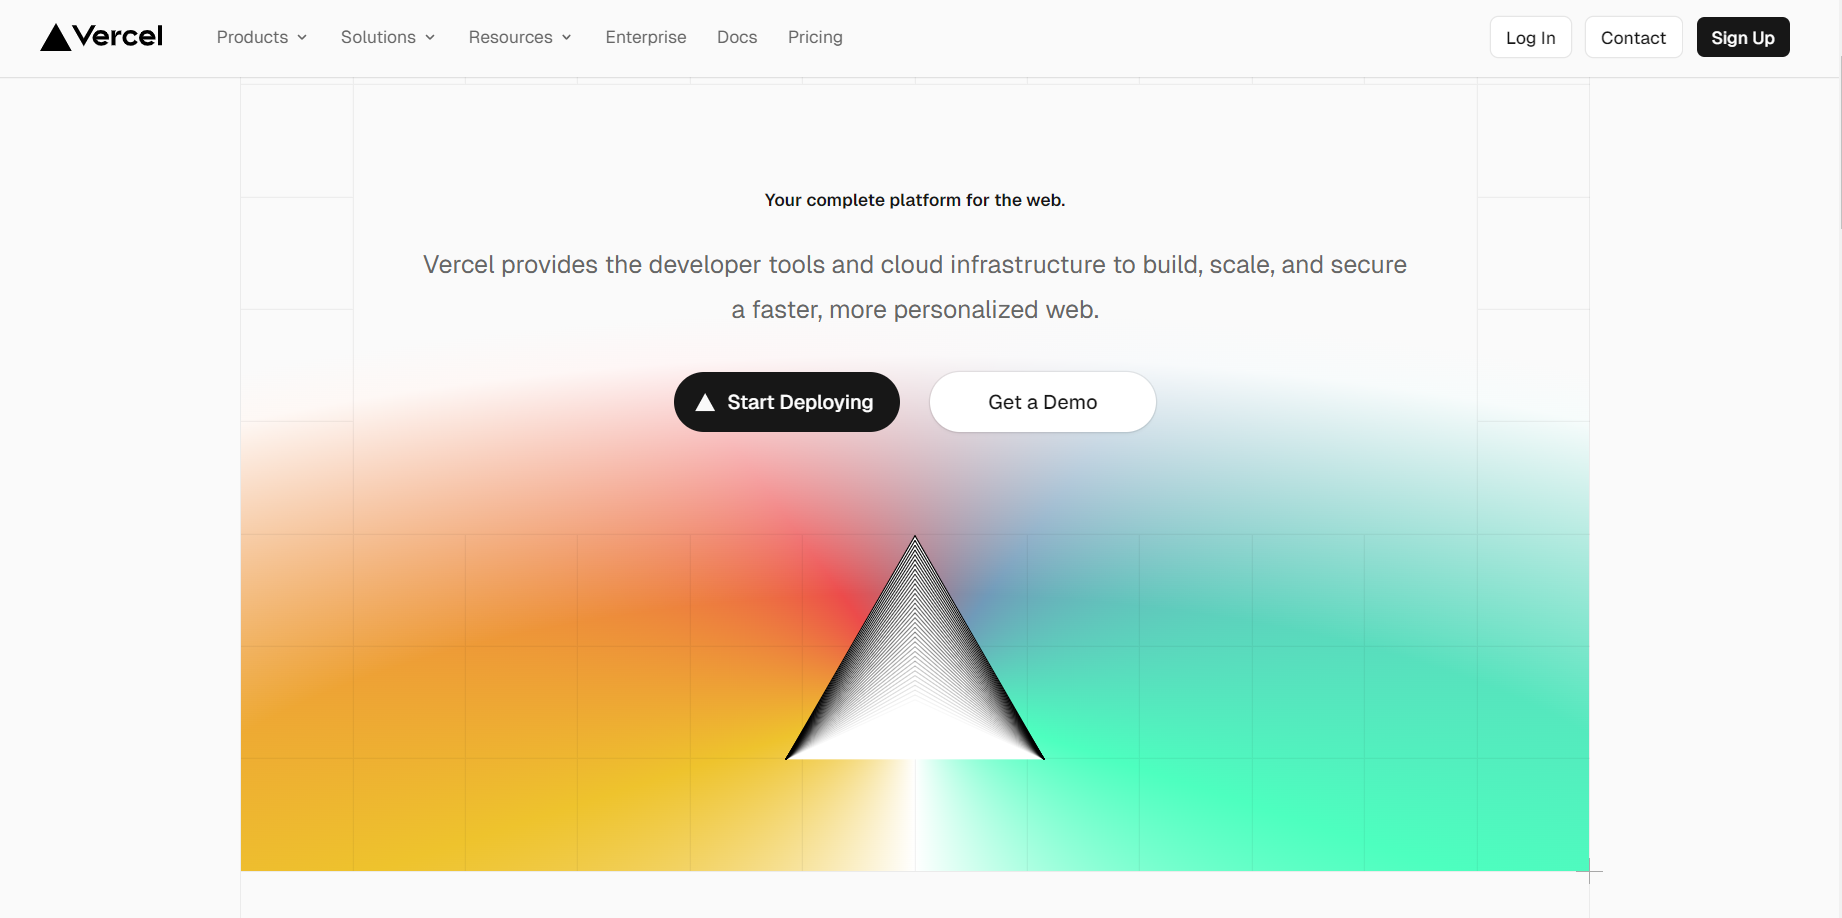 Vercel
Products
Solutions
Resources
Enterprise
Docs
Pricing
Log In
Contact
Sign Up
Your complete platform for the web.
Vercel provides the developer tools and cloud infrastructure to build, scale, and secure
a faster, more personalized web.
Start Deploying
Get a Demo